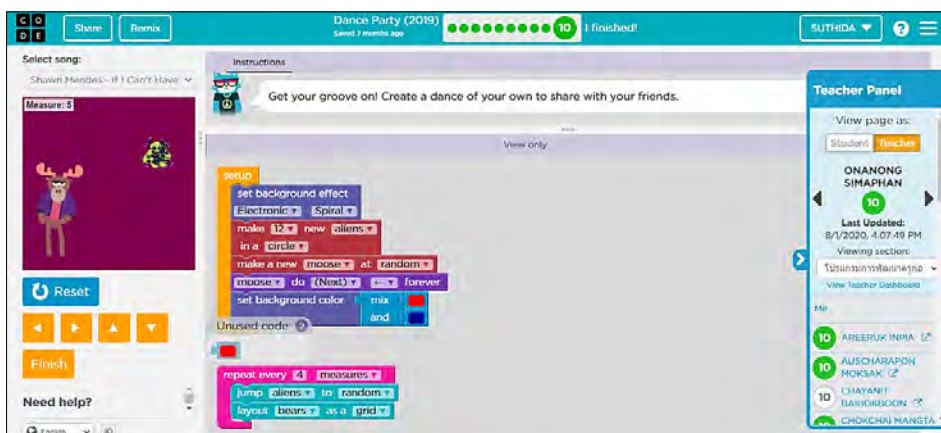 C O
D E
Share
Remix
Dance Party (2019)
Saved 7 months ago
10
I finished!
SUTHIDA
Select song:
Shawn Mendes - If I Can't Have
Measure: 5
Reset
Finish
Need help?
English
Instructions
Get your groove on! Create a dance of your own to share with your friends.
View only
setup
set background effect
Electronic Spiral
make 12 new aliens
in a circle
make a new moose at random
moose do (Next) forever
set background color mix
and
Unused code
repeat every 4 measures
jump aliens to random
layout bears as a grid
Teacher Panel
View page as:
Student Teacher
ONANONG
SIMAPHAN
10
Last Updated:
8/1/2020, 4:07:49 PM
Viewing section:
View Teacher Dashboard
Me
10 AREERUK INPIA
10 AUSCHARAPON
MOKSAK
10 CHAYANIT
CHOKCHAI MANGTA